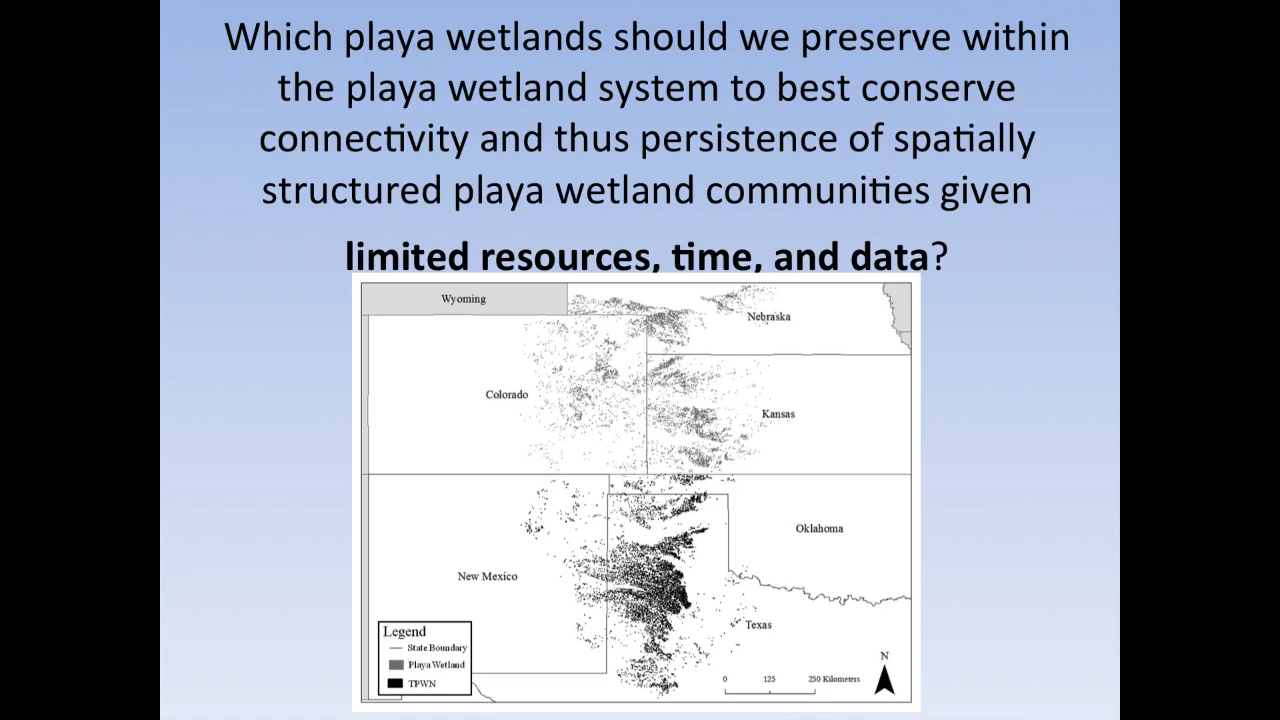 Which playa wetlands should we preserve within
the playa wetland system to best conserve
connectivity and thus persistence of spatially
structured playa wetland communities given
limited resources, time, and data?
Wyoming
Nebraska
Colorado
Kansas
Oklahoma
New Mexico
Texas
Legend
State Boundary
Playa Wetland
TPWN
N
0 125 250 Kilometers